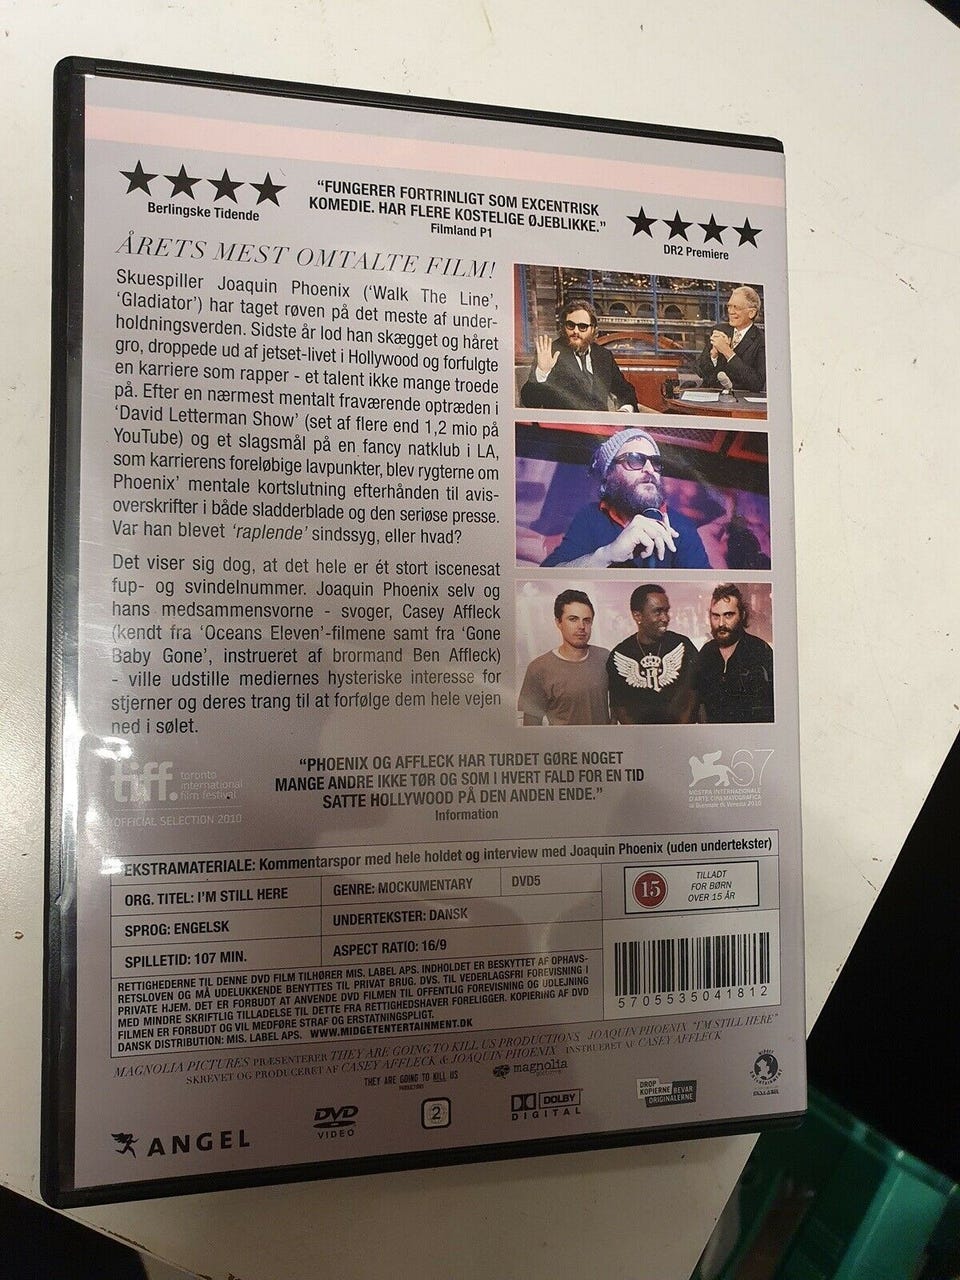 ★★★★
Berlingske Tidende
“FUNGERER FORTRINLIGT SOM EXCENTRISK
KOMEDIE. HAR FLERE KOSTELIGE ØJEBLIKKE.”
Filmland P1
★★★★
DR2 Premiere
ÅRETS MEST OMTALTE FILM!
Skuespiller Joaquin Phoenix (‘Walk The Line’,
‘Gladiator’) har taget røven på det meste af under-
holdningsverden. Sidste år lod han skægget og håret
gro, droppede ud af jetset-livet i Hollywood og forfulgte
en karriere som rapper - et talent ikke mange troede
på. Efter en nærmest mentalt fraværende optræden i
‘David Letterman Show’ (set af flere end 1,2 mio på
YouTube) og et slagsmål på en fancy natklub i LA,
som karrierens foreløbige lavpunkter, blev rygterne om
Phoenix’ mentale kortslutning efterhånden til avis-
overskrifter i både sladderblade og den seriøse presse.
Var han blevet ‘raplende’ sindssyg, eller hvad?
Det viser sig dog, at det hele er ét stort iscenesat
fup- og svindelnummer. Joaquin Phoenix selv og
hans medsammensvorne - svoger, Casey Affleck
(kendt fra ‘Oceans Eleven’-filmene samt fra ‘Gone
Baby Gone’, instrueret af brormand Ben Affleck)
- ville udstille mediernes hysteriske interesse for
stjerner og deres trang til at forfølge dem hele vejen
ned i sølet.
tiff. toronto
international
film festival
OFFICIAL SELECTION 2010
“PHOENIX OG AFFLECK HAR TURDET GØRE NOGET
MANGE ANDRE IKKE TØR OG SOM I HVERT FALD FOR EN TID
SATTE HOLLYWOOD PÅ DEN ANDEN ENDE.”
Information
67
MOSTRA INTERNAZIONALE
D'ARTE CINEMATOGRAFICA
la Biennale di Venezia 2010
EKSTRAMATERIALE: Kommentarspor med hele holdet og interview med Joaquin Phoenix (uden undertekster)
ORG. TITEL: I’M STILL HERE
GENRE: MOCKUMENTARY
DVD5
SPROG: ENGELSK
UNDERTEKSTER: DANSK
SPILLETID: 107 MIN.
ASPECT RATIO: 16/9
15
TILLADT
FOR BØRN
OVER 15 ÅR
RETTIGHEDERNE TIL DENNE DVD FILM TILHØRER MIS. LABEL APS. INDHOLDET ER BESKYTTET AF OPHAVS-
RETSLOVEN OG MÅ UDELUKKENDE BENYTTES TIL PRIVAT BRUG. DVS. TIL VEDERLAGSFRI FOREVISNING I
PRIVATE HJEM. DET ER FORBUDT AT ANVENDE DVD FILMEN TIL OFFENTLIG FOREVISNING OG UDLEJNING
MED MINDRE SKRIFTLIG TILLADELSE TIL DETTE FRA RETTIGHEDSHAVER FORELIGGER. KOPIERING AF DVD
FILMEN ER FORBUDT OG VIL MEDFØRE STRAF OG ERSTATNINGSPLIGT.
DANSK DISTRIBUTION: MIS. LABEL APS. WWW.MIDGETENTERTAINMENT.DK
5705535041812
MAGNOLIA PICTURES PRÆSENTERER THEY ARE GOING TO KILL US PRODUCTIONS JOAQUIN PHOENIX “I’M STILL HERE”
SKREVET OG PRODUCERET AF CASEY AFFLECK & JOAQUIN PHOENIX INSTRUERET AF CASEY AFFLECK
THEY ARE GOING TO KILL US
PRODUCTIONS
magnolia
pictures
ANGEL
DVD
VIDEO
2
DOLBY
DIGITAL
DROP
KOPIERNE BEVAR
ORIGINALERNE
MIDGET
ENTERTAINMENT